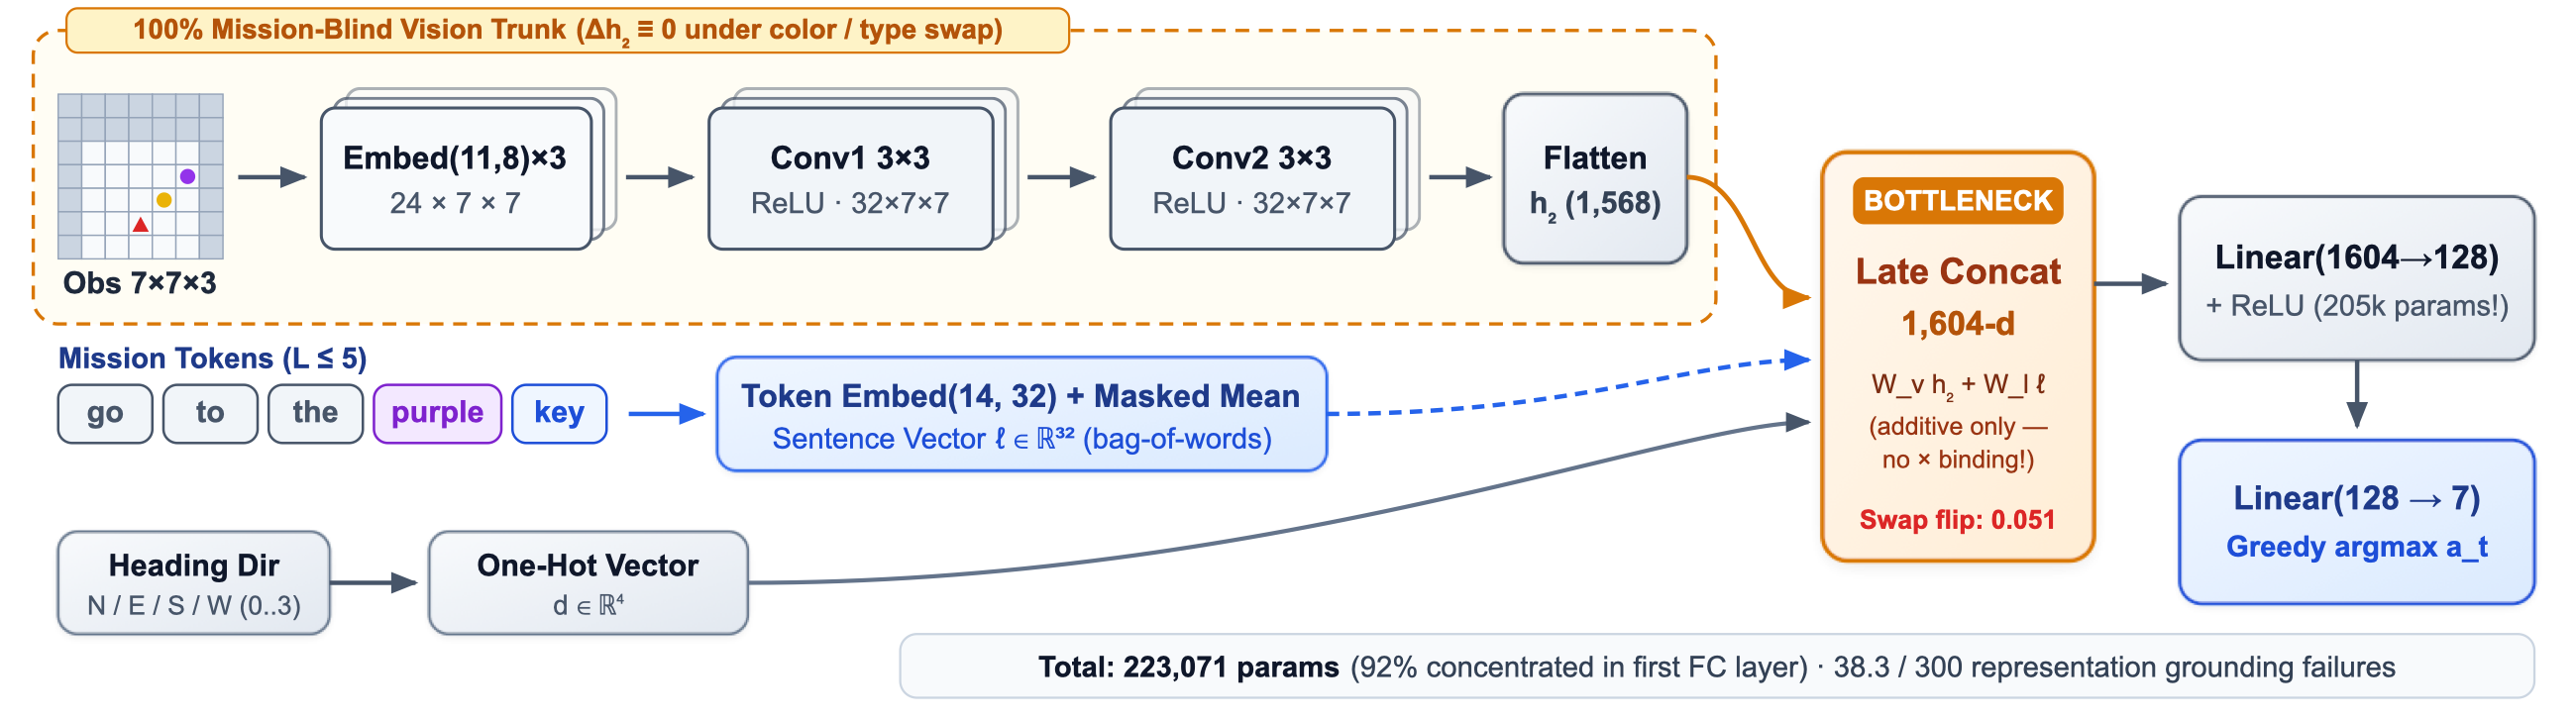 100% Mission-Blind Vision Trunk (Δh₂ ≡ 0 under color / type swap)
Obs 7×7×3
Embed(11,8)×3
24 × 7 × 7
Conv1 3×3
ReLU · 32×7×7
Conv2 3×3
ReLU · 32×7×7
Flatten
h₂ (1,568)
Mission Tokens (L ≤ 5)
go to the purple key
Token Embed(14, 32) + Masked Mean
Sentence Vector ℓ ∈ ℝ³² (bag-of-words)
Heading Dir
N / E / S / W (0..3)
One-Hot Vector
d ∈ ℝ⁴
BOTTLENECK
Late Concat
1,604-d
W_v h₂ + W_l ℓ
(additive only —
no × binding!)
Swap flip: 0.051
Linear(1604→128)
+ ReLU (205k params!)
Linear(128 → 7)
Greedy argmax a_t
Total: 223,071 params (92% concentrated in first FC layer) · 38.3 / 300 representation grounding failures